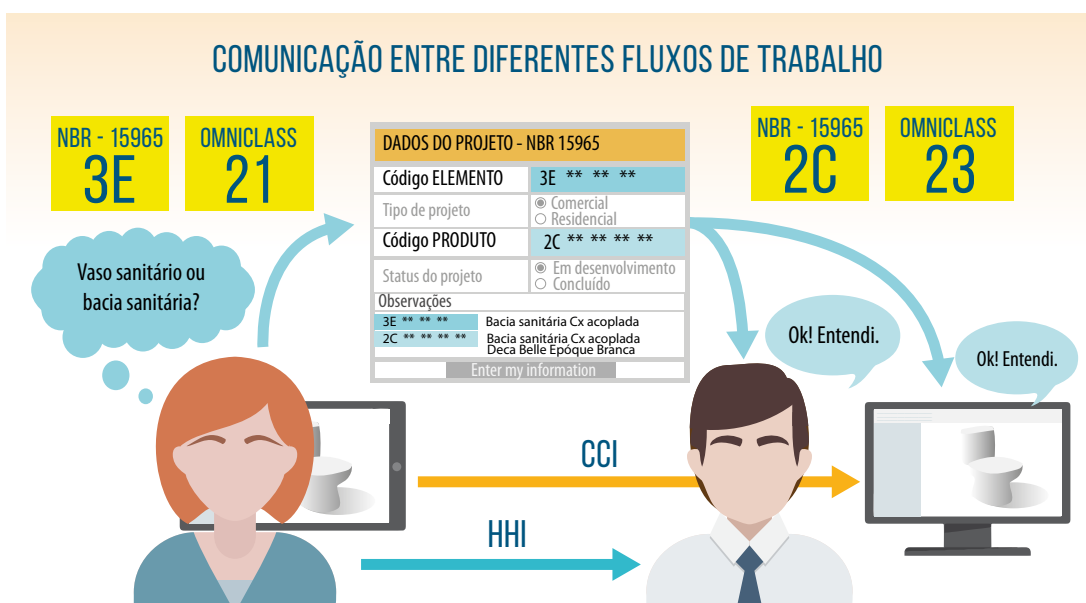 COMUNICAÇÃO ENTRE DIFERENTES FLUXOS DE TRABALHO
NBR - 15965
3E
OMNICLASS
21
DADOS DO PROJETO - NBR 15965
Código ELEMENTO 3E ** ** **
Tipo de projeto Comercial
Residencial
Código PRODUTO 2C ** ** ** **
Status do projeto Em desenvolvimento
Concluído
Observações
3E ** ** ** Bacia sanitária Cx acoplada
2C ** ** ** ** Bacia sanitária Cx acoplada
Deca Belle Epóque Branca
Enter my information
NBR - 15965
2C
OMNICLASS
23
Vaso sanitário ou
bacia sanitária?
Ok! Entendi.
Ok! Entendi.
CCI
HHI